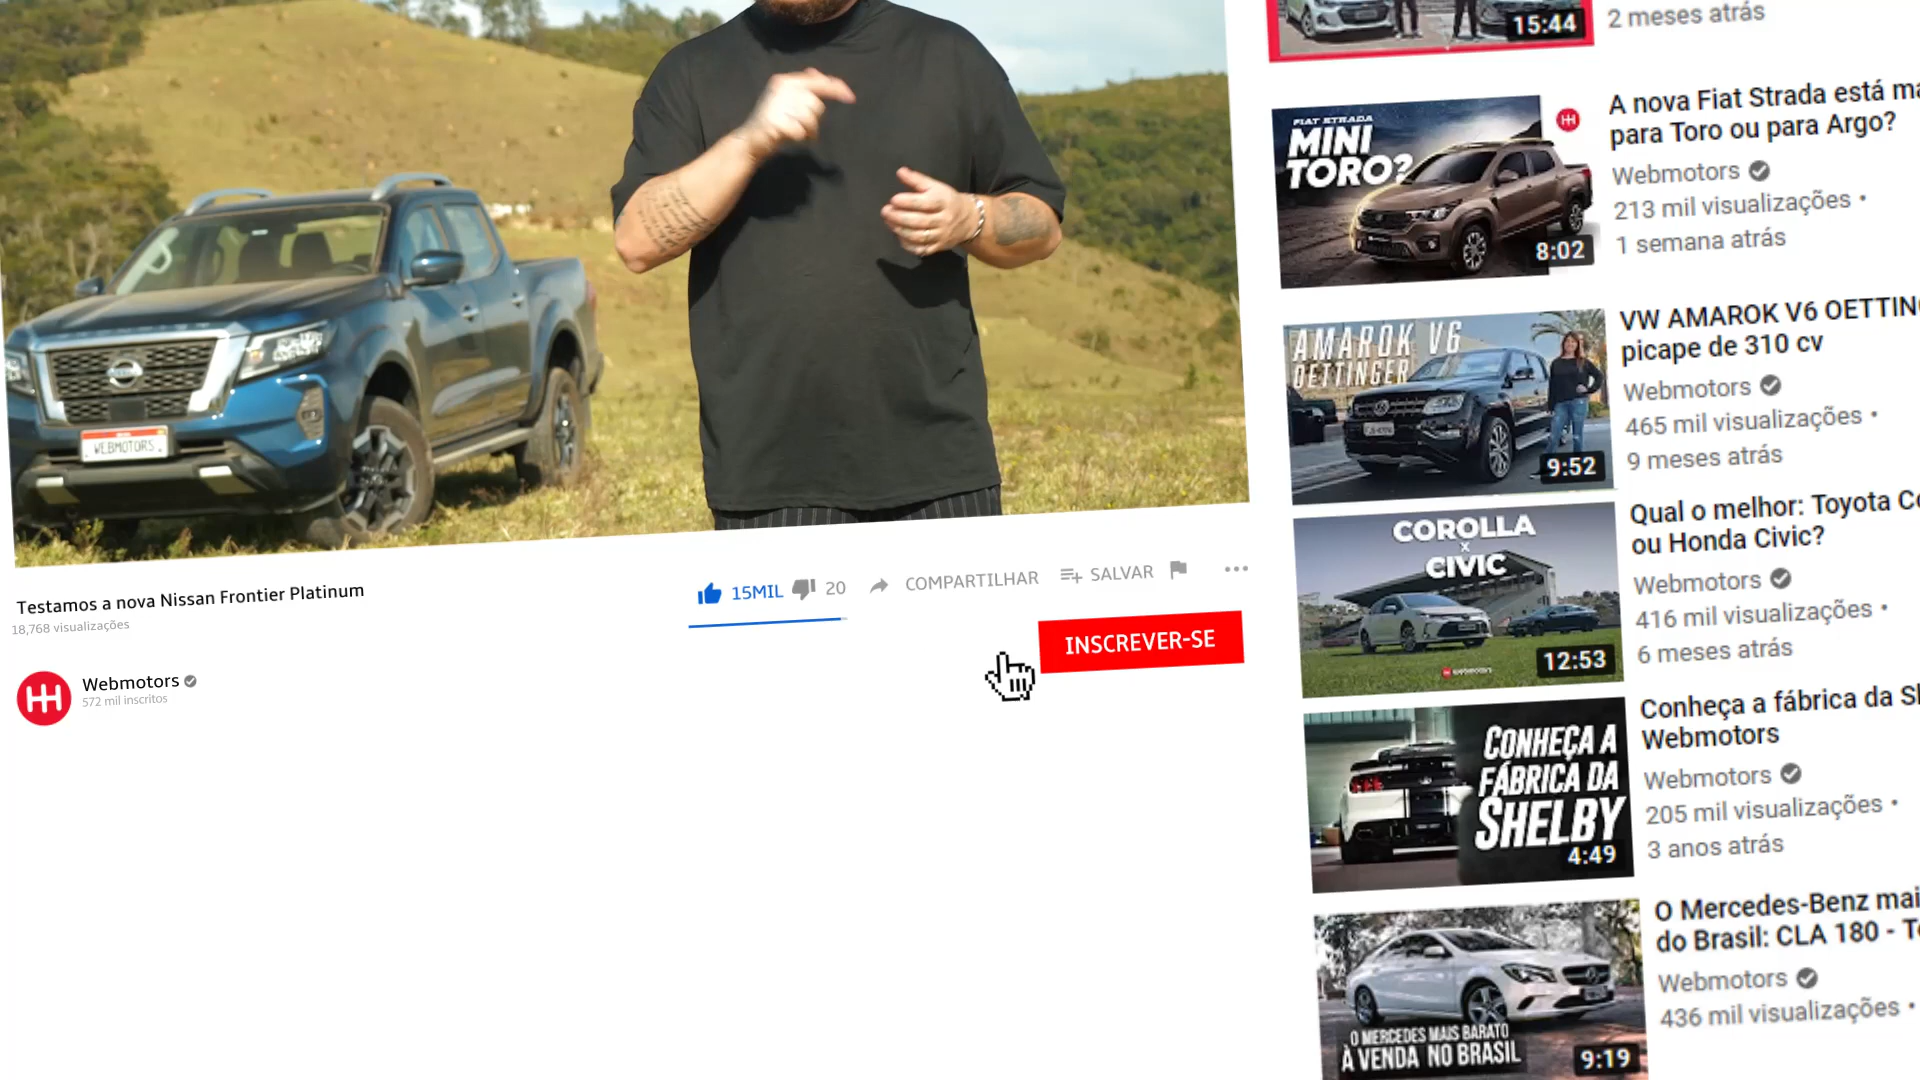 WEBMOTORS
Testamos a nova Nissan Frontier Platinum
18,768 visualizações
15MIL
20
COMPARTILHAR
SALVAR
INSCREVER-SE
Webmotors
572 mil inscritos
15:44
2 meses atrás
FIAT STRADA
MINI
TORO?
8:02
A nova Fiat Strada está ma
para Toro ou para Argo?
Webmotors
213 mil visualizações •
1 semana atrás
AMAROK V6
OETTINGER
9:52
VW AMAROK V6 OETTING
picape de 310 cv
Webmotors
465 mil visualizações •
9 meses atrás
COROLLA
X
CIVIC
webmotors
12:53
Qual o melhor: Toyota Co
ou Honda Civic?
Webmotors
416 mil visualizações •
6 meses atrás
CONHEÇA A
FÁBRICA DA
SHELBY
4:49
Conheça a fábrica da Sh
Webmotors
Webmotors
205 mil visualizações •
3 anos atrás
O MERCEDES MAIS BARATO
À VENDA NO BRASIL
9:19
O Mercedes-Benz mai
do Brasil: CLA 180 - Te
Webmotors
436 mil visualizações •